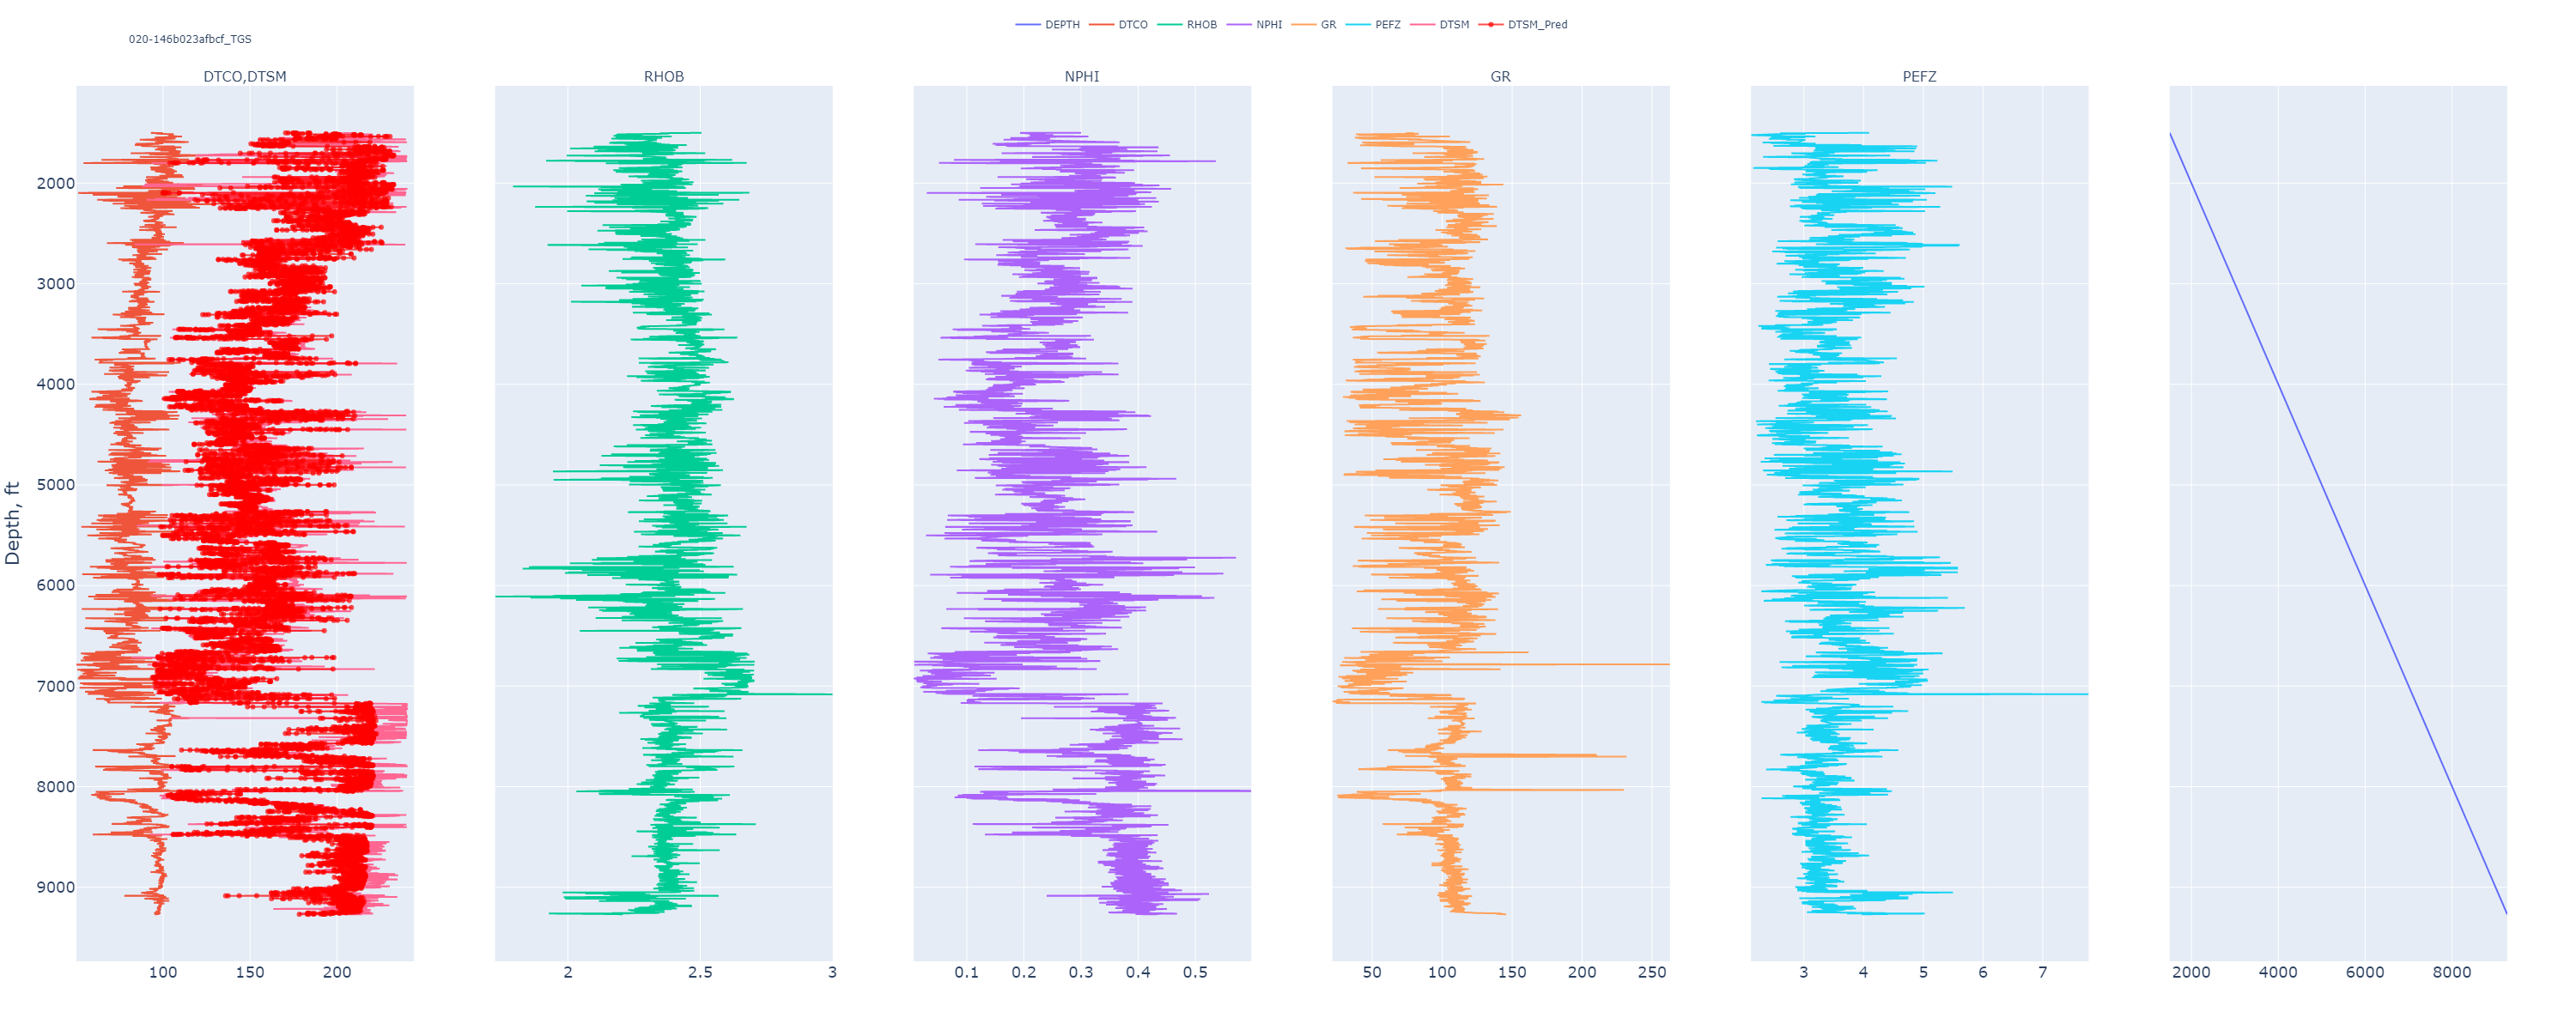 DEPTH DTCO RHOB NPHI GR PEFZ DTSM DTSM_Pred
020-146b023afbcf_TGS
DTCO,DTSM RHOB NPHI GR PEFZ
Depth, ft
2000
3000
4000
5000
6000
7000
8000
9000
100 150 200 2 2.5 3 0.1 0.2 0.3 0.4 0.5 50 100 150 200 250 3 4 5 6 7 2000 4000 6000 8000